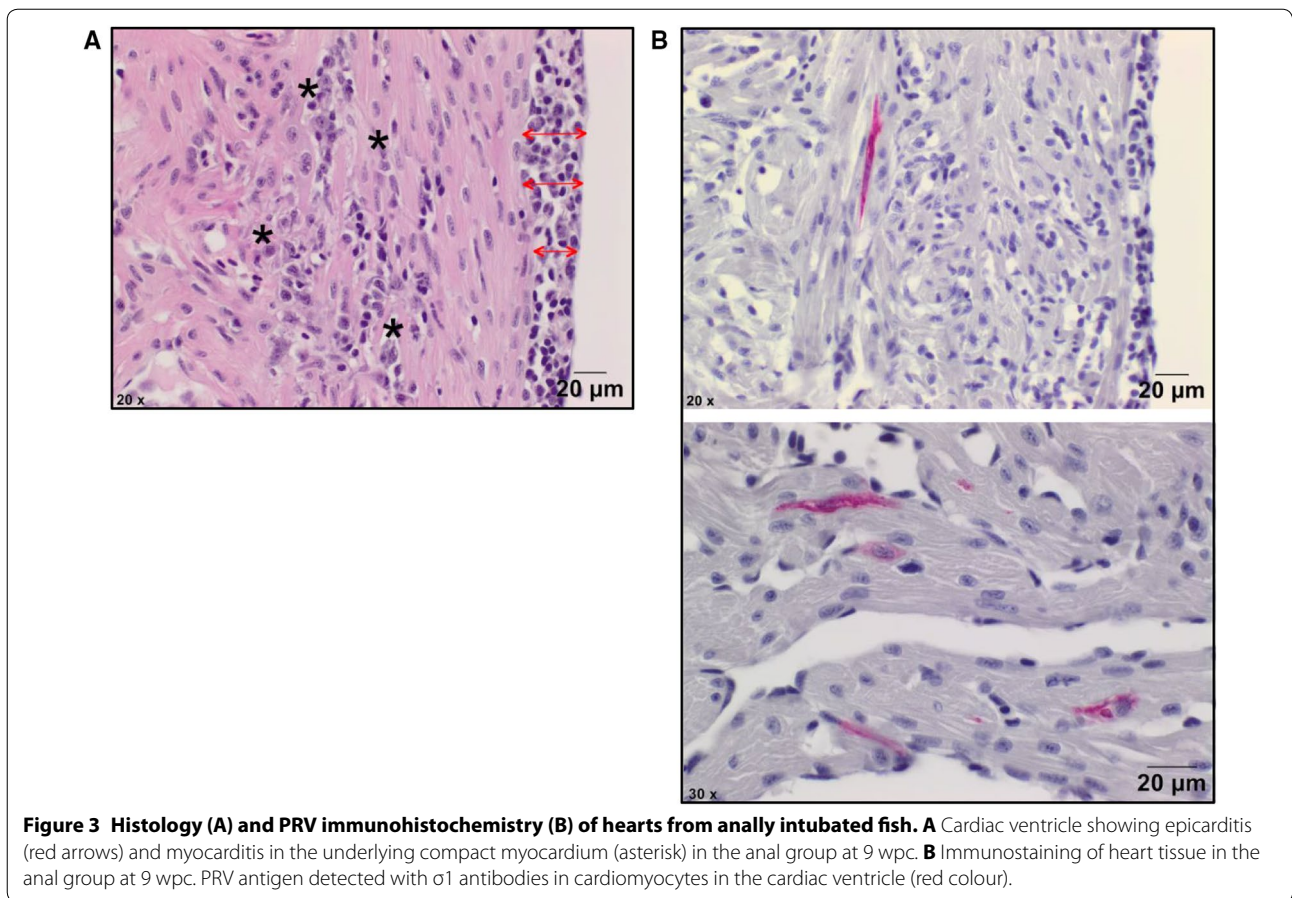 A
B
*
*
*
*
20 µm
20 x
20 µm
20 x
20 µm
30 x
Figure 3 Histology (A) and PRV immunohistochemistry (B) of hearts from anally intubated fish. A Cardiac ventricle showing epicarditis
(red arrows) and myocarditis in the underlying compact myocardium (asterisk) in the anal group at 9 wpc. B Immunostaining of heart tissue in the
anal group at 9 wpc. PRV antigen detected with σ1 antibodies in cardiomyocytes in the cardiac ventricle (red colour).